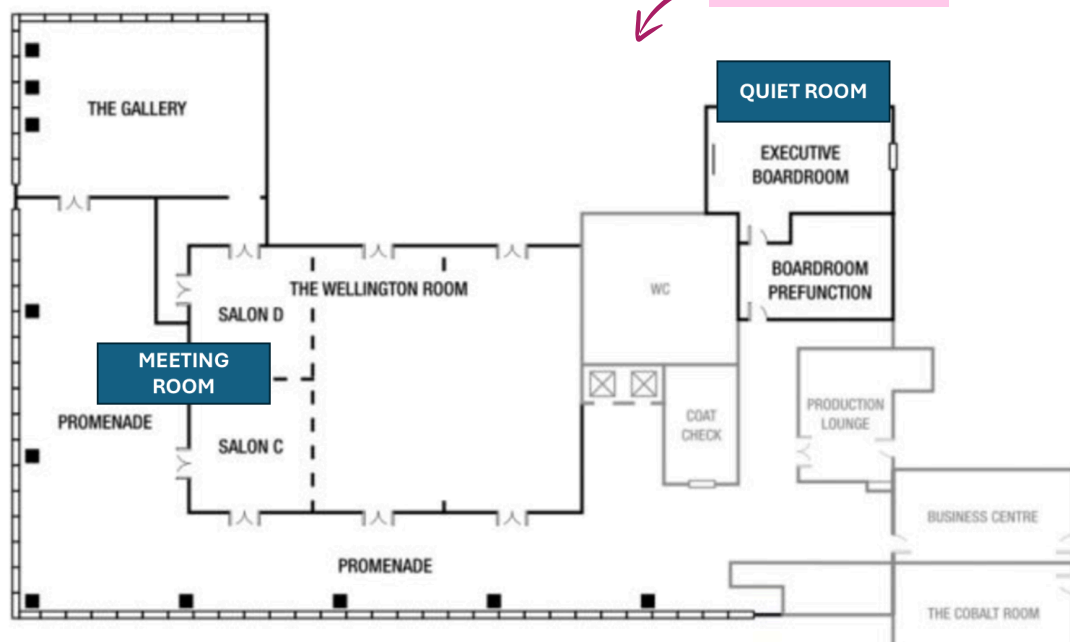 QUIET ROOM
THE GALLERY
EXECUTIVE
BOARDROOM
BOARDROOM
PREFUNCTION
THE WELLINGTON ROOM
WC
SALON D
MEETING
ROOM
PROMENADE
SALON C
COAT
CHECK
PRODUCTION
LOUNGE
BUSINESS CENTRE
PROMENADE
THE COBALT ROOM